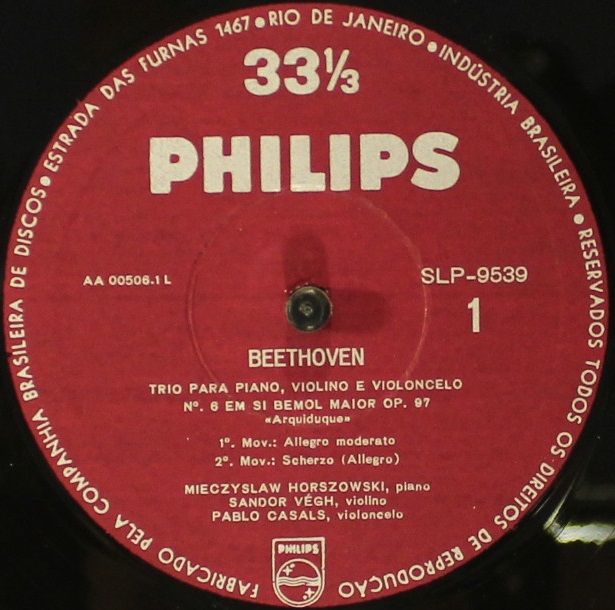 FABRICADO PELA COMPANHIA BRASILEIRA DE DISCOS • ESTRADA DAS FURNAS 1467 • RIO DE JANEIRO • INDÚSTRIA BRASILEIRA • RESERVADOS TODOS OS DIREITOS DE REPRODUÇÃO
33⅓
PHILIPS
AA 00506.1 L
SLP-9539
1
BEETHOVEN
TRIO PARA PIANO, VIOLINO E VIOLONCELO
Nº. 6 EM SI BEMOL MAIOR OP. 97
«Arquiduque»
1º. Mov.: Allegro moderato
2º. Mov.: Scherzo (Allegro)
MIECZYSLAW HORSZOWSKI, piano
SANDOR VÉGH, violino
PABLO CASALS, violoncelo
PHILIPS